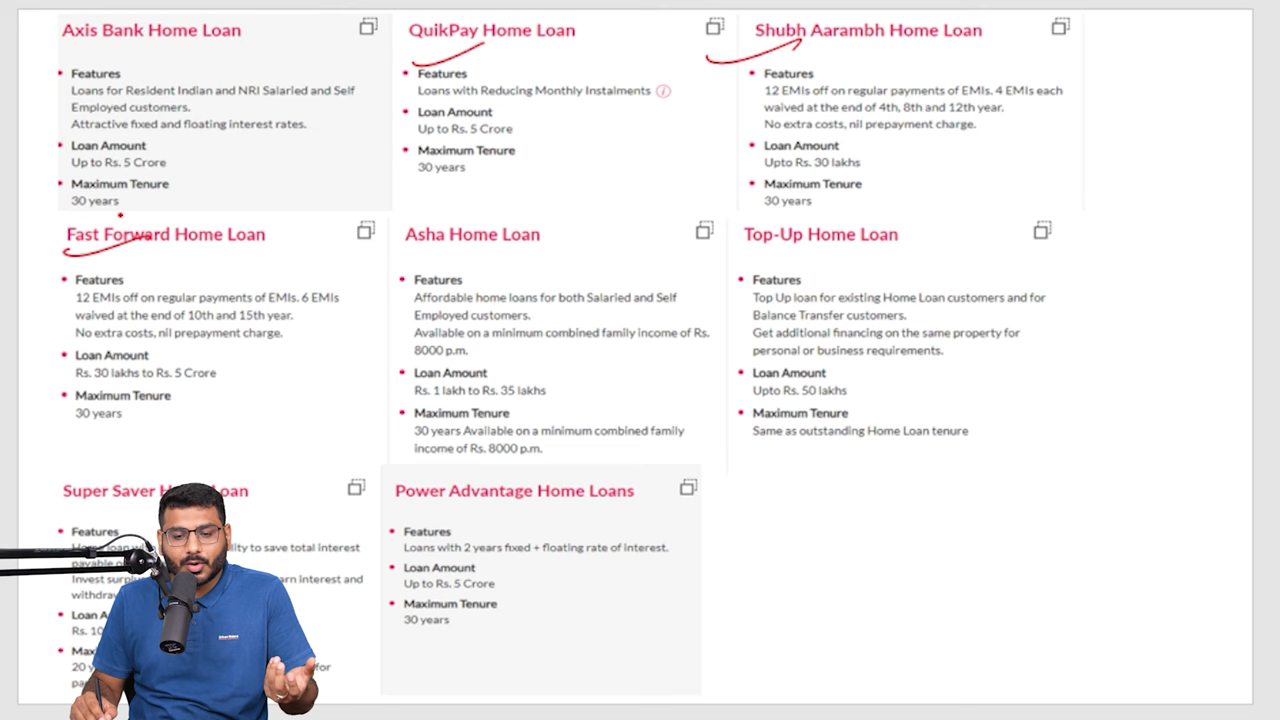 Axis Bank Home Loan
Features
Loans for Resident Indian and NRI Salaried and Self
Employed customers.
Attractive fixed and floating interest rates.
Loan Amount
Up to Rs. 5 Crore
Maximum Tenure
30 years
QuikPay Home Loan
Features
Loans with Reducing Monthly Instalments
Loan Amount
Up to Rs. 5 Crore
Maximum Tenure
30 years
Shubh Aarambh Home Loan
Features
12 EMIs off on regular payments of EMIs. 4 EMIs each
waived at the end of 4th, 8th and 12th year.
No extra costs, nil prepayment charge.
Loan Amount
Upto Rs. 30 lakhs
Maximum Tenure
30 years
Fast Forward Home Loan
Features
12 EMIs off on regular payments of EMIs. 6 EMIs
waived at the end of 10th and 15th year.
No extra costs, nil prepayment charge.
Loan Amount
Rs. 30 lakhs to Rs. 5 Crore
Maximum Tenure
30 years
Asha Home Loan
Features
Affordable home loans for both Salaried and Self
Employed customers.
Available on a minimum combined family income of Rs.
8000 p.m.
Loan Amount
Rs. 1 lakh to Rs. 35 lakhs
Maximum Tenure
30 years Available on a minimum combined family
income of Rs. 8000 p.m.
Top-Up Home Loan
Features
Top Up loan for existing Home Loan customers and for
Balance Transfer customers.
Get additional financing on the same property for
personal or business requirements.
Loan Amount
Upto Rs. 50 lakhs
Maximum Tenure
Same as outstanding Home Loan tenure
Super Saver Loan
Features
to save total interest
payable
Invest interest and
Loan
Rs.
20
for
Power Advantage Home Loans
Features
Loans with 2 years fixed + floating rate of interest.
Loan Amount
Up to Rs. 5 Crore
Maximum Tenure
30 years